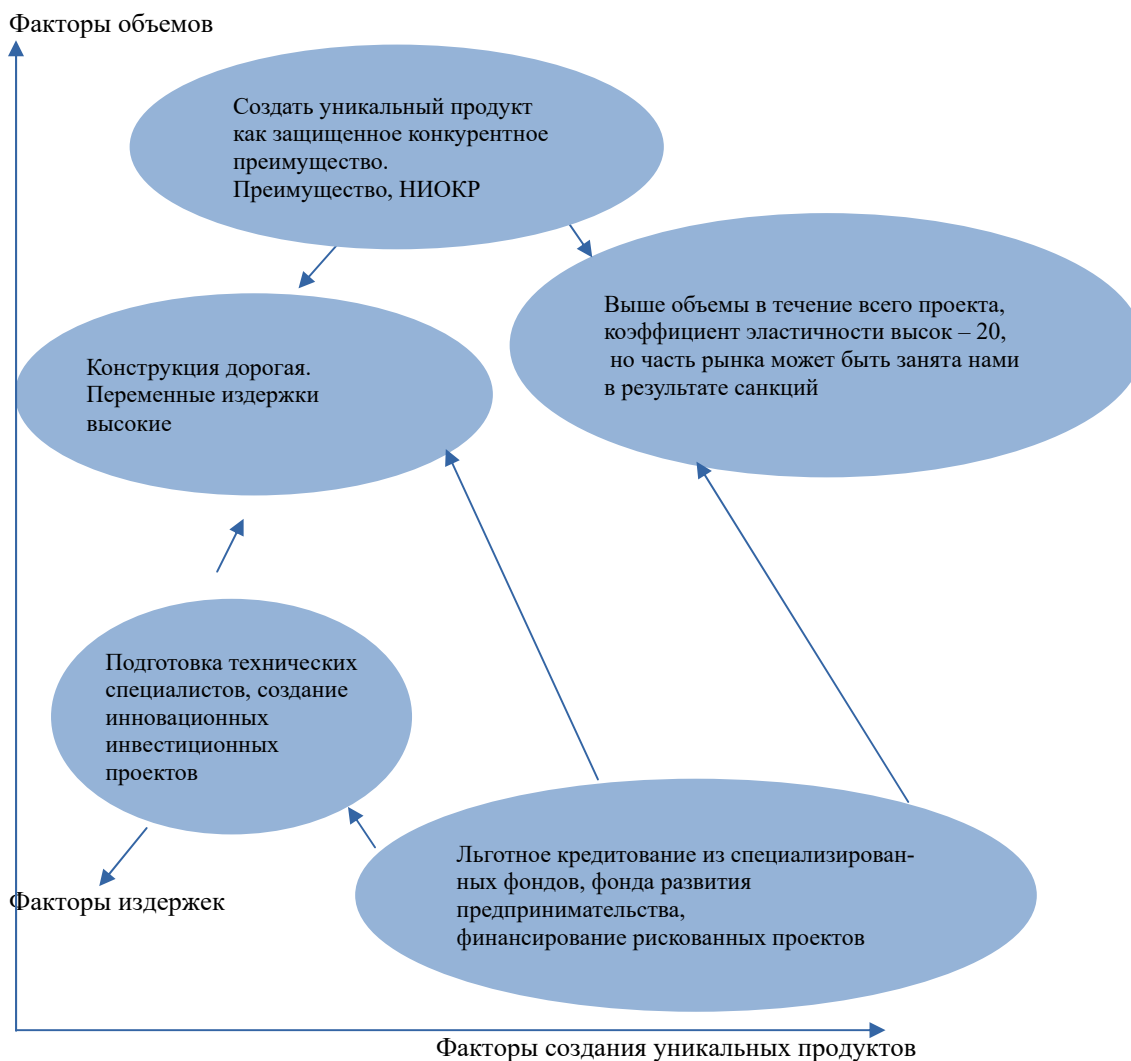 Факторы объемов
Создать уникальный продукт
как защищенное конкурентное
преимущество.
Преимущество, НИОКР
Выше объемы в течение всего проекта,
коэффициент эластичности высок – 20,
но часть рынка может быть занята нами
в результате санкций
Конструкция дорогая.
Переменные издержки
высокие
Подготовка технических
специалистов, создание
инновационных
инвестиционных
проектов
Льготное кредитование из специализирован-
ных фондов, фонда развития
предпринимательства,
финансирование рискованных проектов
Факторы издержек
Факторы создания уникальных продуктов